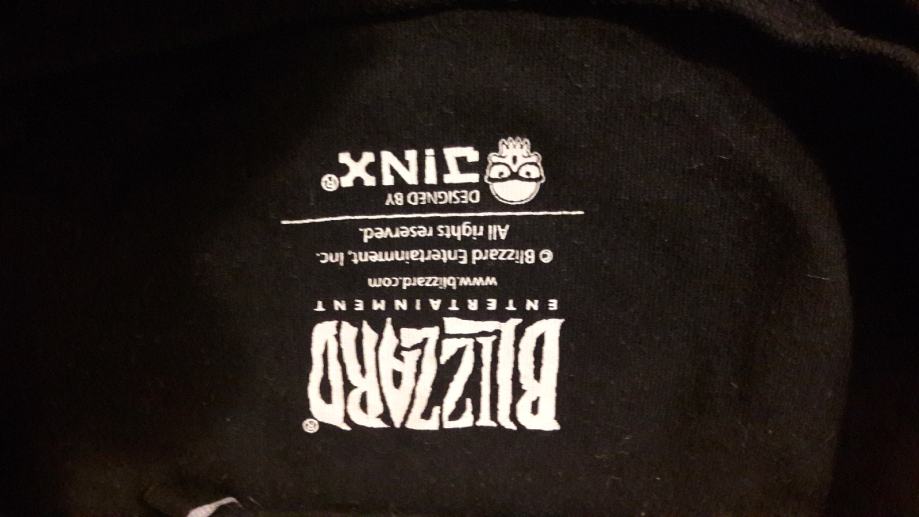 BLIZZARD®
ENTERTAINMENT
www.blizzard.com
© Blizzard Entertainment, Inc.
All rights reserved.
DESIGNED BY
JiNX®